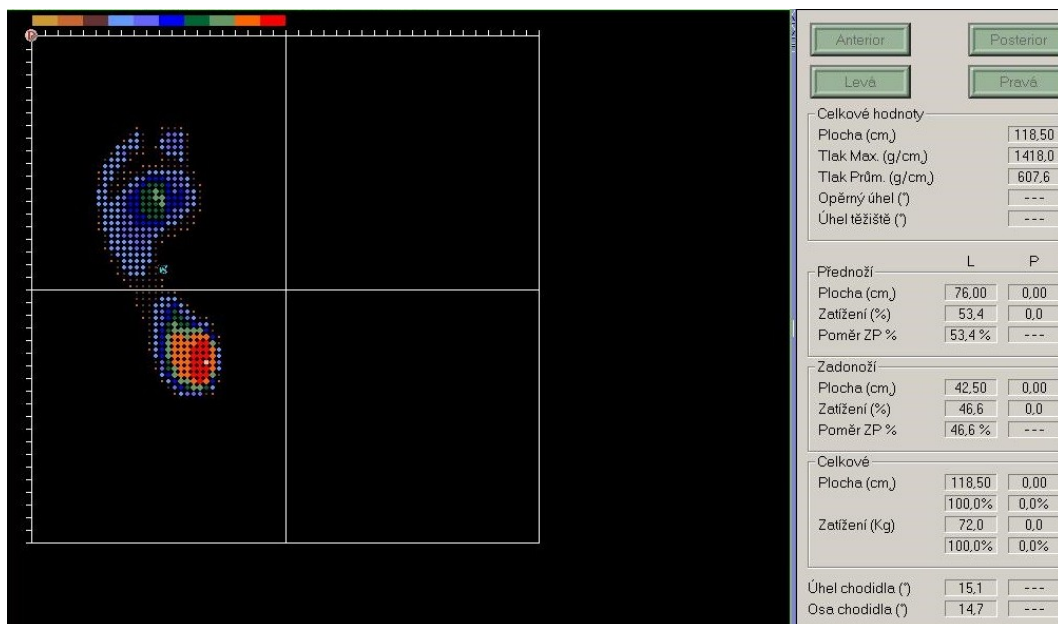 P
Anterior Posterior
Levá Pravá
Celkové hodnoty
Plocha (cm,) 118,50
Tlak Max. (g/cm,) 1418,0
Tlak Prům. (g/cm,) 607,6
Opěrný úhel (°) ---
Úhel těžiště (°) ---
L P
Přednoží
Plocha (cm,) 76,00 0,00
Zatížení (%) 53,4 0,0
Poměr ZP % 53,4 % ---
Zadonoží
Plocha (cm,) 42,50 0,00
Zatížení (%) 46,6 0,0
Poměr ZP % 46,6 % ---
Celkové
Plocha (cm,) 118,50 0,00
100,0% 0,0%
Zatížení (Kg) 72,0 0,0
100,0% 0,0%
Úhel chodidla (°) 15,1 ---
Osa chodidla (°) 14,7 ---